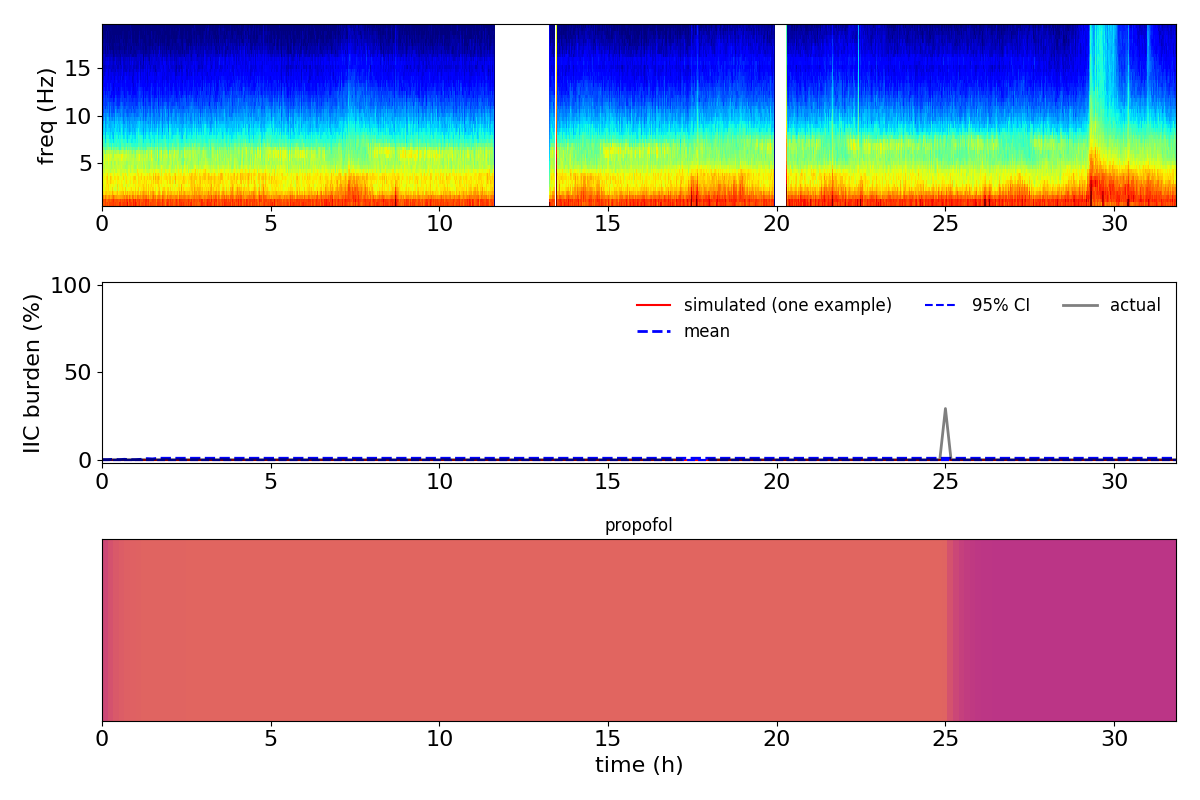 freq (Hz)
15
10
5
0 5 10 15 20 25 30
IIC burden (%)
100
50
0
simulated (one example) 95% CI actual
mean
0 5 10 15 20 25 30
propofol
0 5 10 15 20 25 30
time (h)